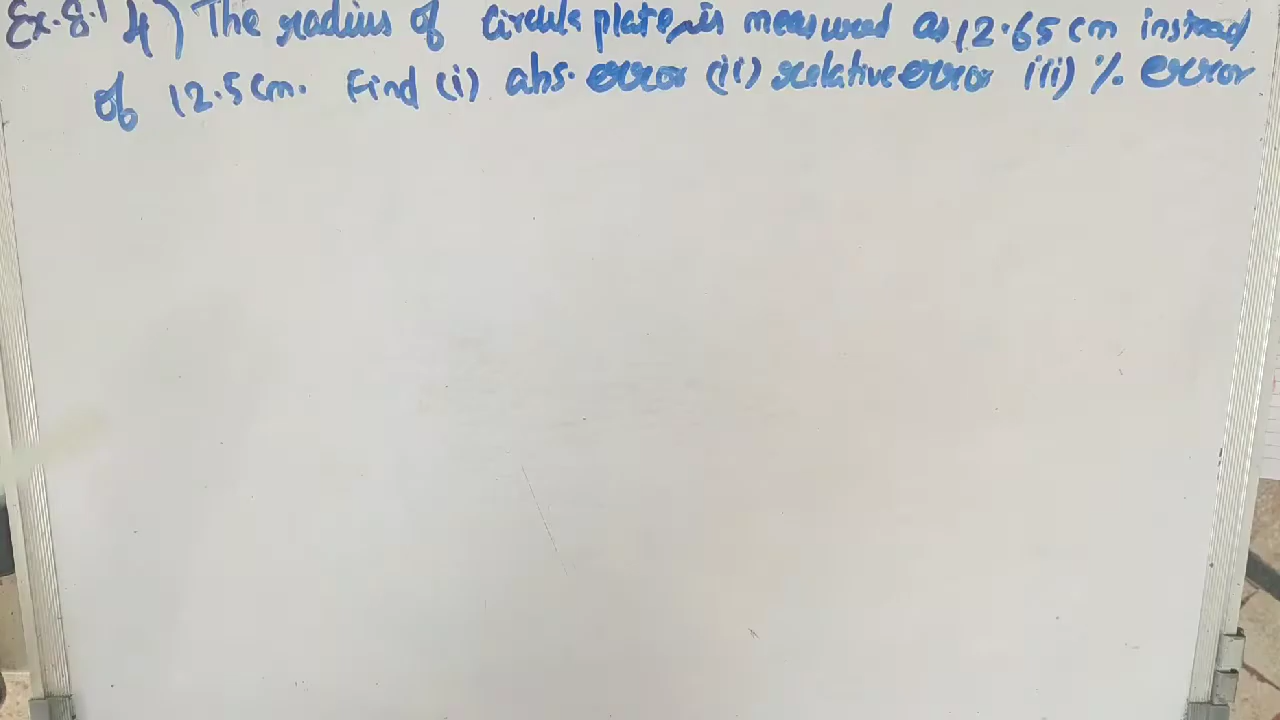 Ex.8.1 4) The radius of Circular plate, is measured as 12.65 cm instead
of 12.5 cm. Find (i) abs. error (ii) relative error iii) % error